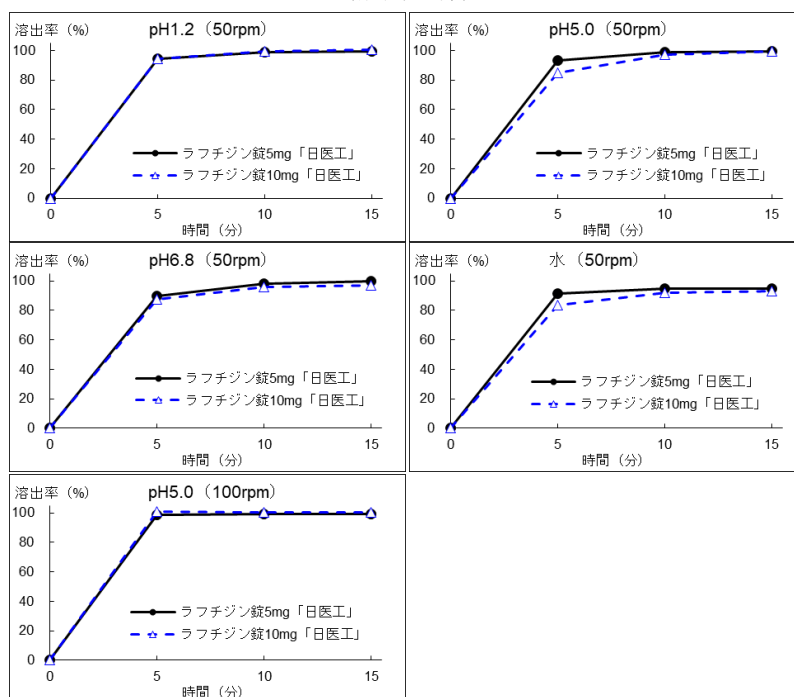 溶出率（%） pH1.2（50rpm）
100
80
60
40
20
0
ラフチジン錠5mg「日医工」
ラフチジン錠10mg「日医工」
0 5 10 15
時間（分）
溶出率（%） pH5.0（50rpm）
100
80
60
40
20
0
ラフチジン錠5mg「日医工」
ラフチジン錠10mg「日医工」
0 5 10 15
時間（分）
溶出率（%） pH6.8（50rpm）
100
80
60
40
20
0
ラフチジン錠5mg「日医工」
ラフチジン錠10mg「日医工」
0 5 10 15
時間（分）
溶出率（%） 水（50rpm）
100
80
60
40
20
0
ラフチジン錠5mg「日医工」
ラフチジン錠10mg「日医工」
0 5 10 15
時間（分）
溶出率（%） pH5.0（100rpm）
100
80
60
40
20
0
ラフチジン錠5mg「日医工」
ラフチジン錠10mg「日医工」
0 5 10 15
時間（分）